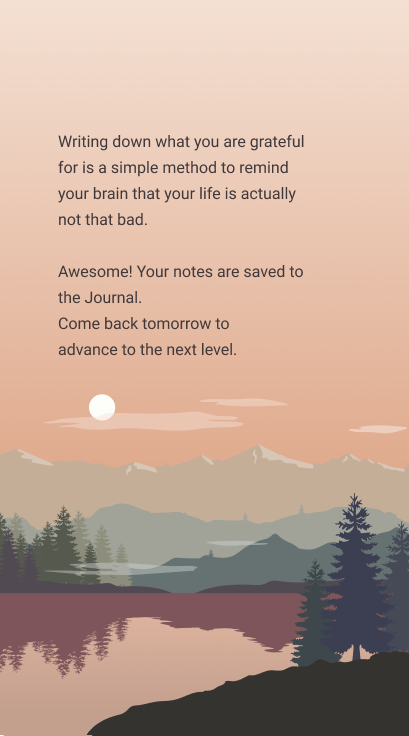 Writing down what you are grateful
for is a simple method to remind
your brain that your life is actually
not that bad.
Awesome! Your notes are saved to
the Journal.
Come back tomorrow to
advance to the next level.